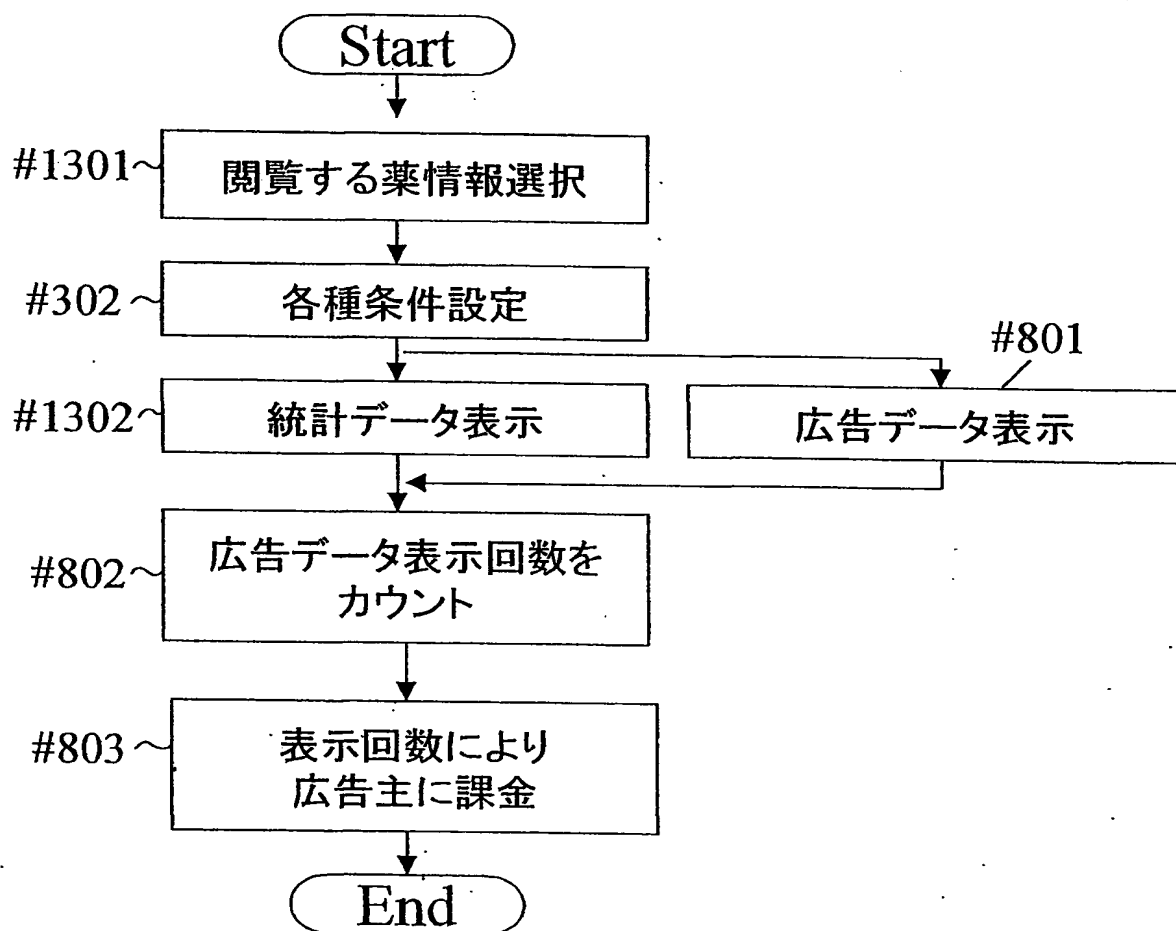 Start
#1301
閲覧する薬情報選択
#302
各種条件設定
#801
#1302
統計データ表示
広告データ表示
#802
広告データ表示回数を
カウント
#803
表示回数により
広告主に課金
End